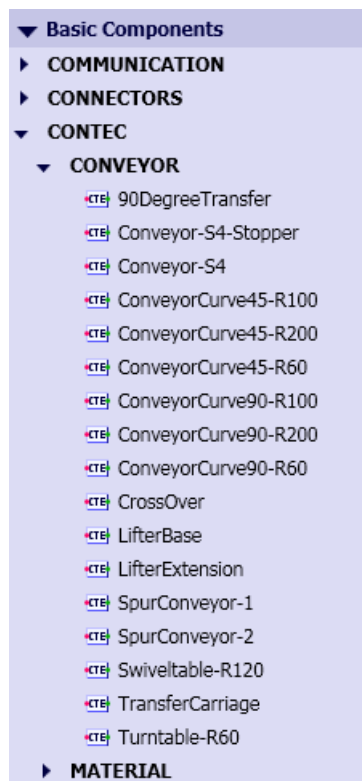 Basic Components
COMMUNICATION
CONNECTORS
CONTEC
CONVEYOR
CTE 90DegreeTransfer
CTE Conveyor-S4-Stopper
CTE Conveyor-S4
CTE ConveyorCurve45-R100
CTE ConveyorCurve45-R200
CTE ConveyorCurve45-R60
CTE ConveyorCurve90-R100
CTE ConveyorCurve90-R200
CTE ConveyorCurve90-R60
CTE CrossOver
CTE LifterBase
CTE LifterExtension
CTE SpurConveyor-1
CTE SpurConveyor-2
CTE Swiveltable-R120
CTE TransferCarriage
CTE Turntable-R60
MATERIAL